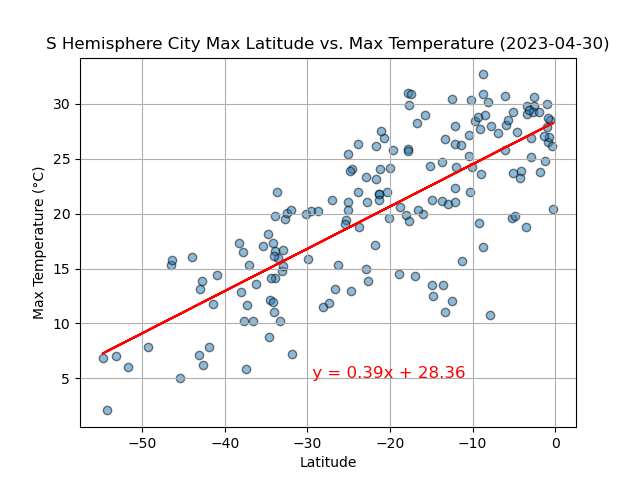 S Hemisphere City Max Latitude vs. Max Temperature (2023-04-30)
Max Temperature (°C)
30
25
20
15
10
5
y = 0.39x + 28.36
−50 −40 −30 −20 −10 0
Latitude